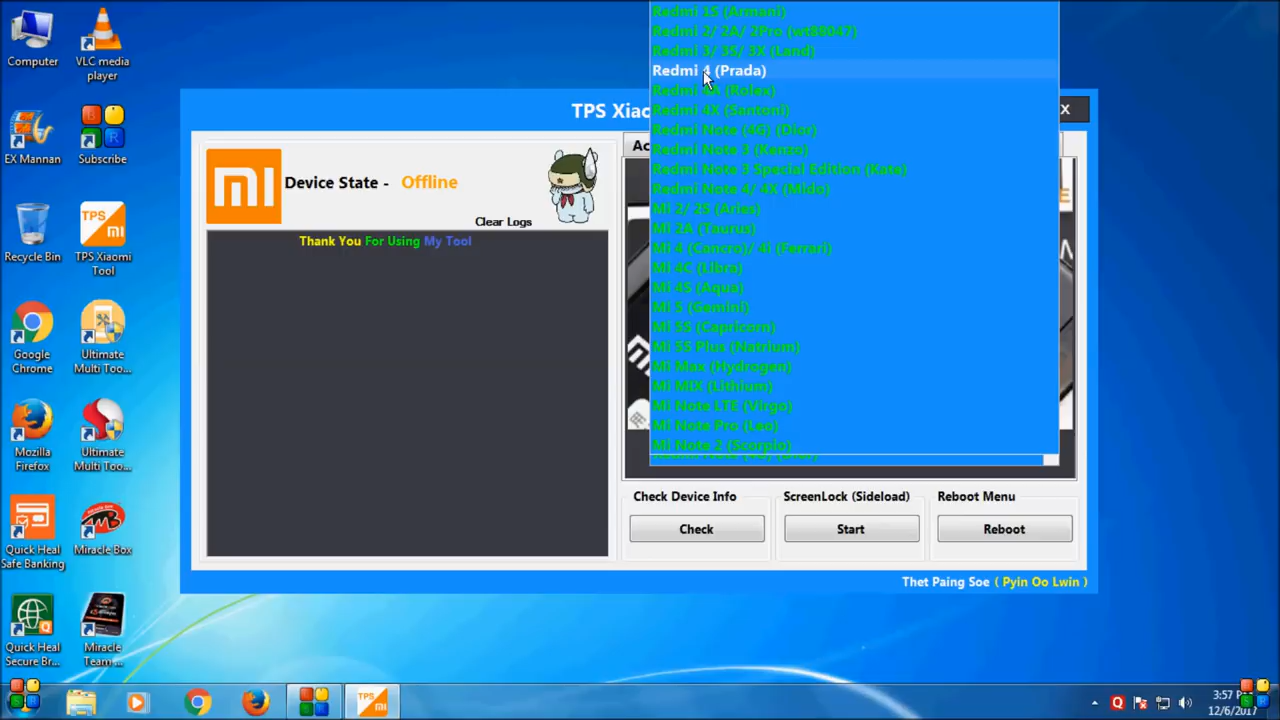 Computer
VLC media
player
EX Mannan
Subscribe
Recycle Bin
TPS
TPS Xiaomi
Tool
Google
Chrome
Ultimate
Multi Too...
Mozilla
Firefox
Ultimate
Multi Too...
Quick Heal
Safe Banking
Miracle Box
Quick Heal
Secure Br...
Miracle
Team ...
TPS Xiao
X
Device State - Offline
Clear Logs
Thank You For Using My Tool
Ac
Redmi 1S (Armani)
Redmi 2/ 2A/ 2Pro (wt88047)
Redmi 3/ 3S/ 3X (Land)
Redmi 4 (Prada)
Redmi 4A (Rolex)
Redmi 4X (Santoni)
Redmi Note (4G) (Dior)
Redmi Note 3 (Kenzo)
Redmi Note 3 Special Edition (Kate)
Redmi Note 4/ 4X (Mido)
Mi 2/ 2S (Aries)
Mi 2A (Taurus)
Mi 4 (Cancro)/ 4i (Ferrari)
Mi 4C (Libra)
Mi 4S (Aqua)
Mi 5 (Gemini)
Mi 5S (Capricorn)
Mi 5S Plus (Natrium)
Mi Max (Hydrogen)
Mi MIX (Lithium)
Mi Note LTE (Virgo)
Mi Note Pro (Leo)
Mi Note 2 (Scorpio)
Redmi Note (4G) (Dior)
Check Device Info
ScreenLock (Sideload)
Reboot Menu
Check
Start
Reboot
Thet Paing Soe ( Pyin Oo Lwin )
TPS
3:57 PM
12/6/2017